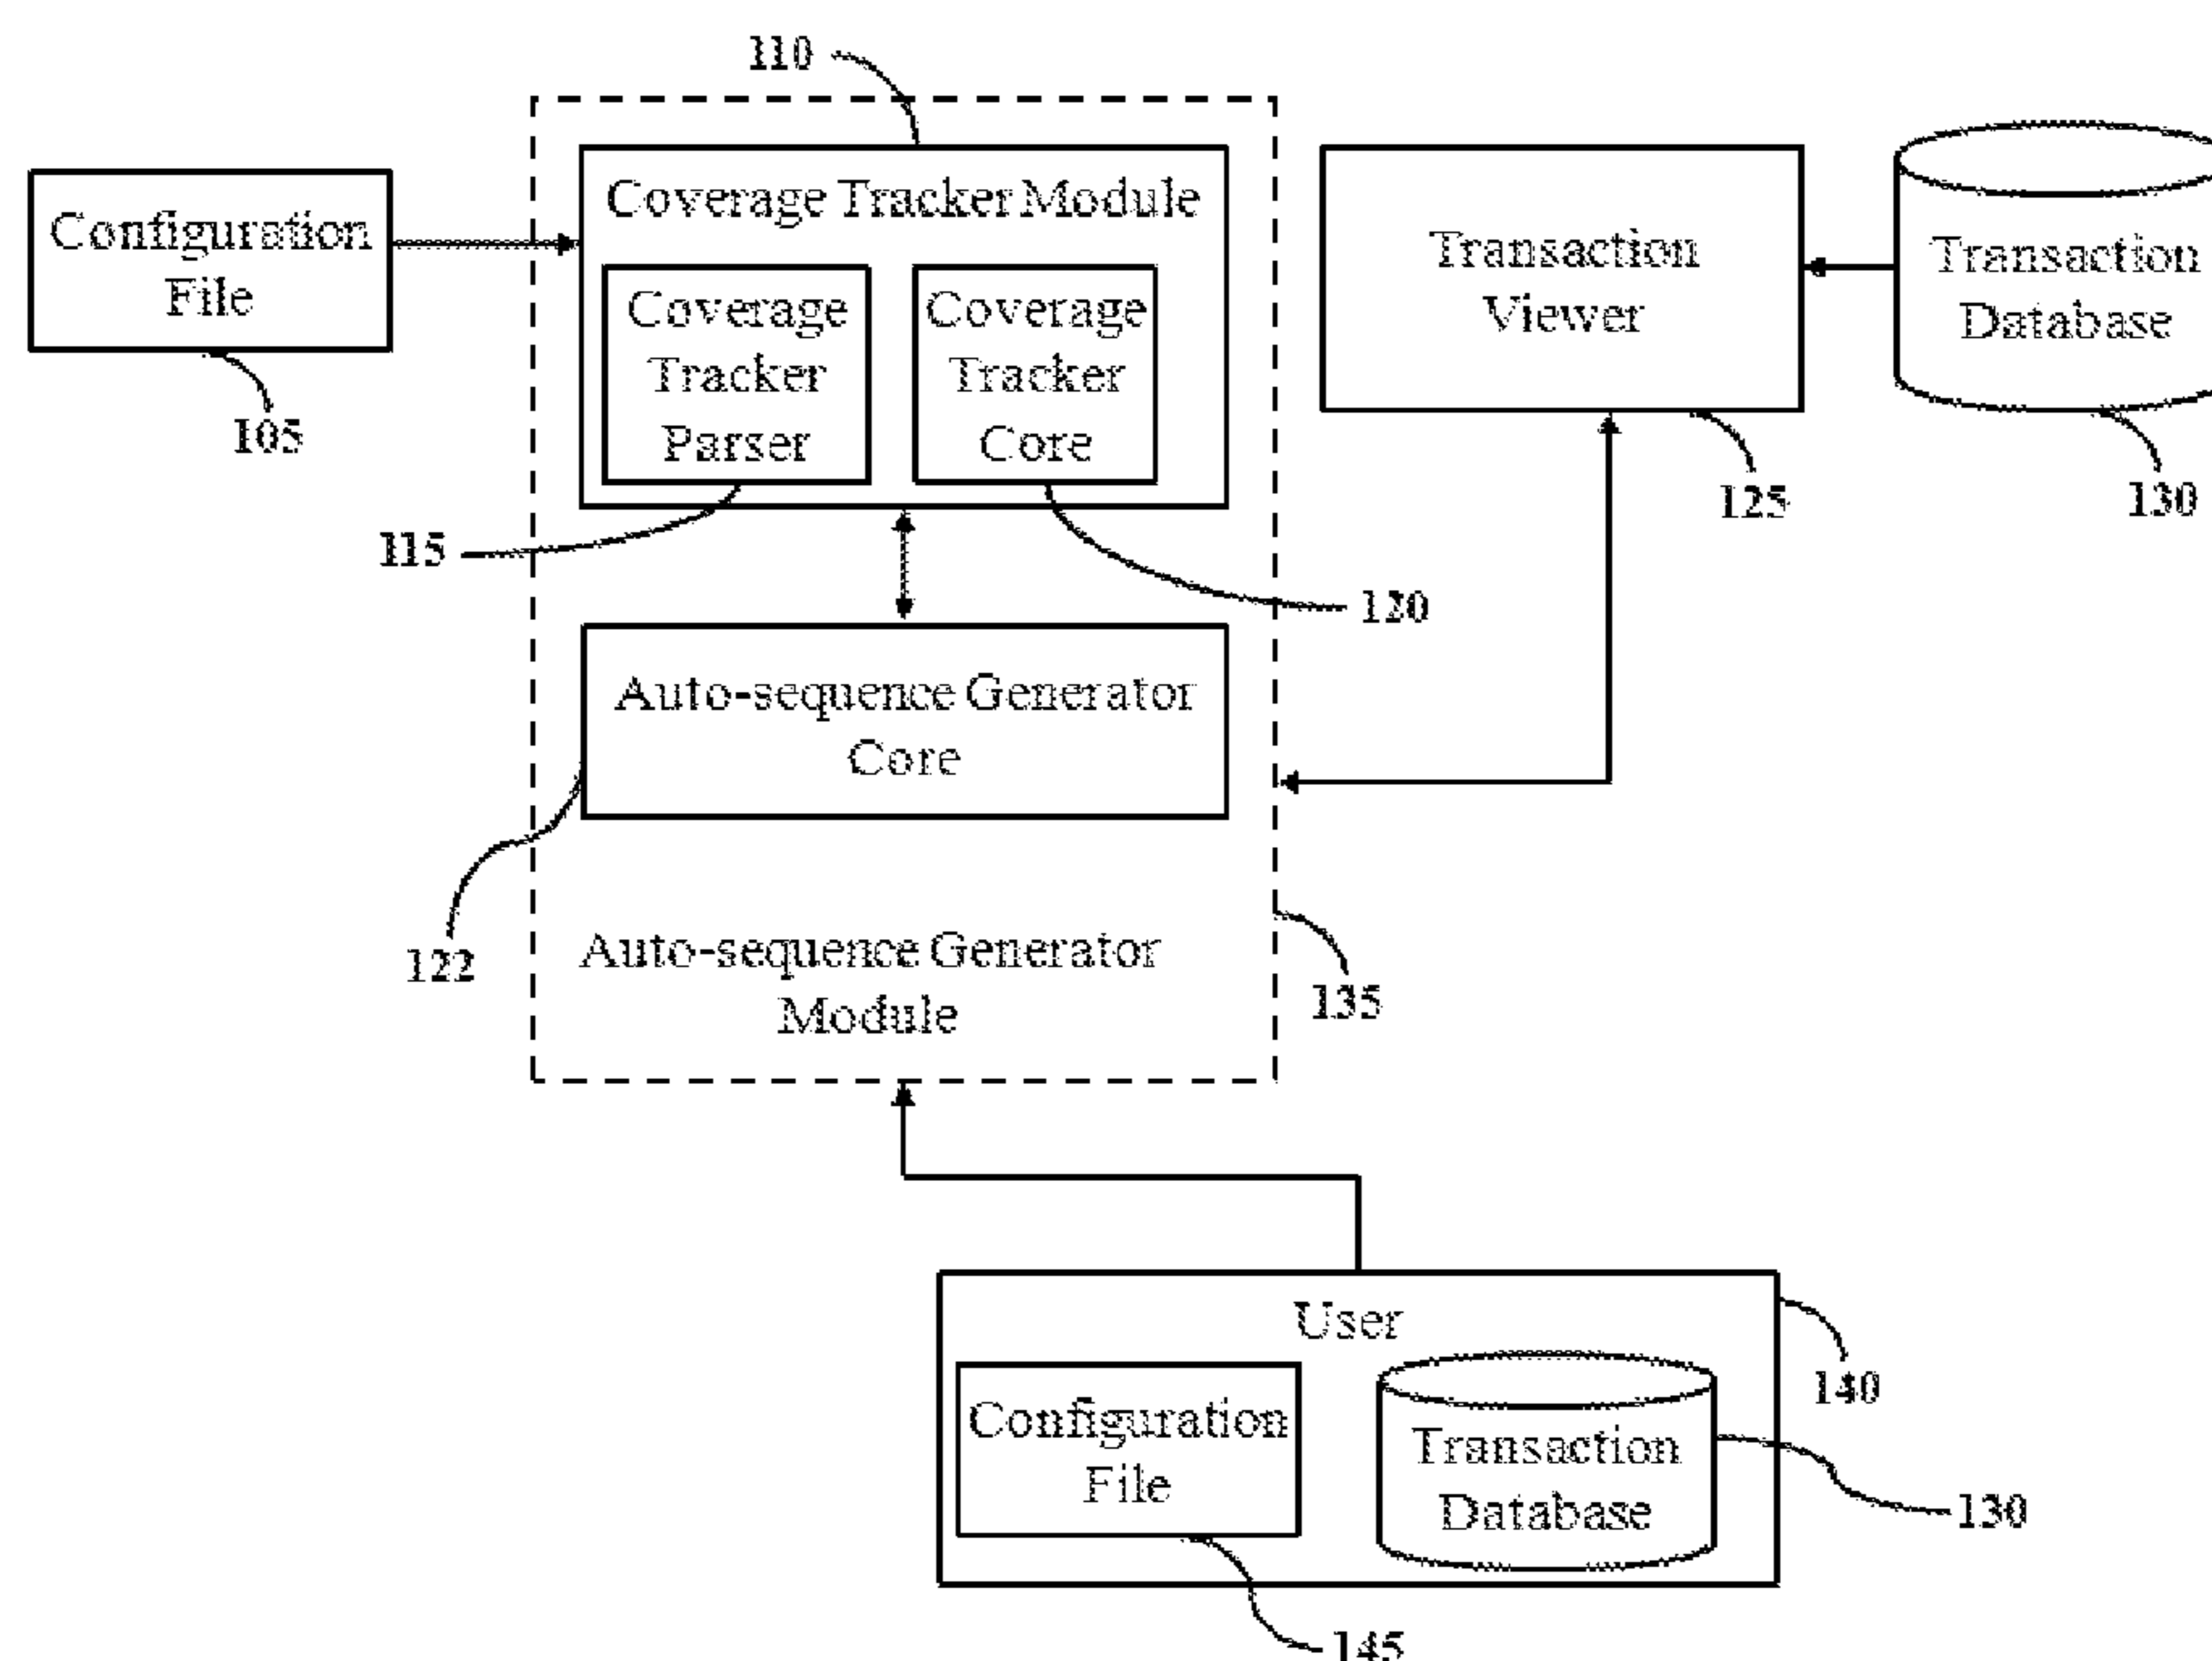 110
Coverage Tracker Module
Configuration
File
Coverage
Tracker
Parser
Coverage
Tracker
Core
Transaction
Viewer
Transaction
Database
105
125
130
115
120
Auto-sequence Generator
Core
122
Auto-sequence Generator
Module
135
User
140
Configuration
File
Transaction
Database
130
145